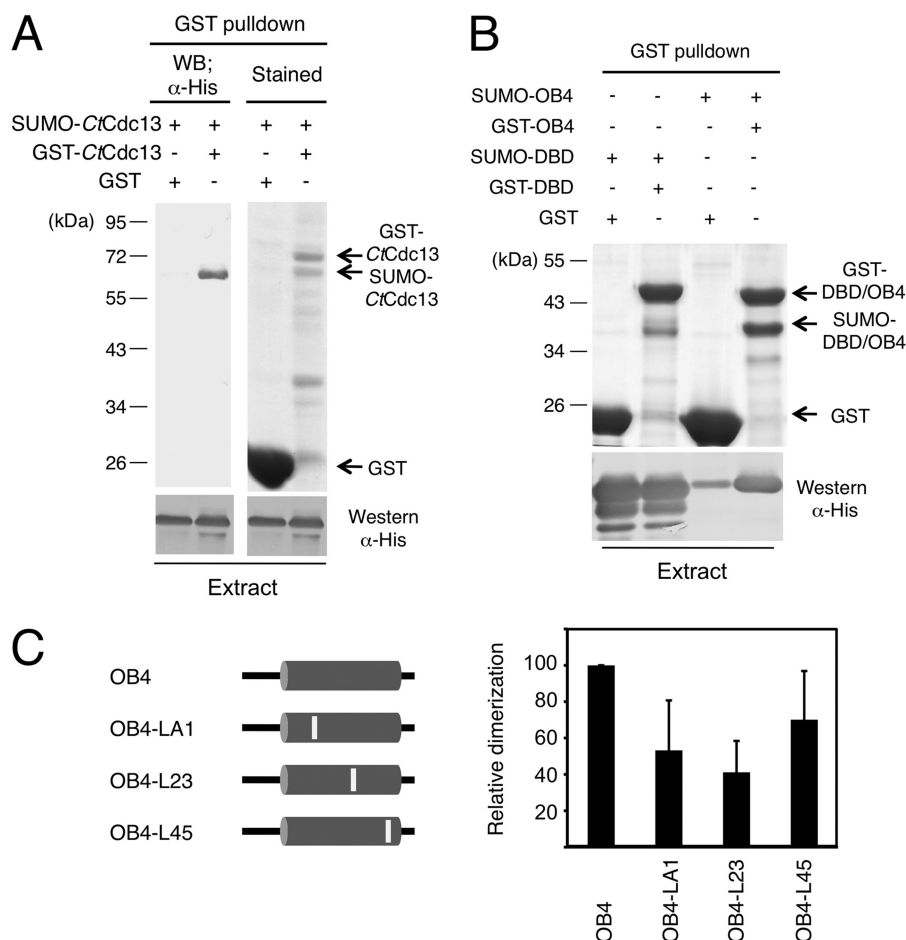 A
GST pulldown
WB;
α-His
Stained
SUMO-CtCdc13 + + + +
GST-CtCdc13 - + - +
GST + - + -
(kDa)
95
72
55
43
34
26
GST-
CtCdc13
SUMO-
CtCdc13
GST
Western
α-His
Extract
B
GST pulldown
SUMO-OB4 - - + +
GST-OB4 - - - +
SUMO-DBD + + - -
GST-DBD - + - -
GST + - + -
(kDa)
55
43
34
26
GST-
DBD/OB4
SUMO-
DBD/OB4
GST
Western
α-His
Extract
C
OB4
OB4-LA1
OB4-L23
OB4-L45
Relative dimerization
100
80
60
40
20
OB4
OB4-LA1
OB4-L23
OB4-L45